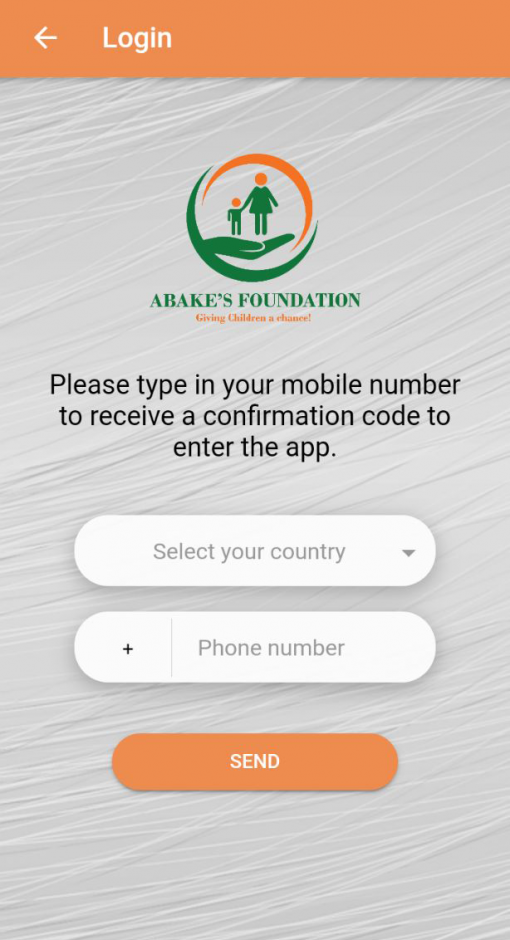 Login
ABAKE'S FOUNDATION
Giving Children a chance!
Please type in your mobile number
to receive a confirmation code to
enter the app.
Select your country
+ Phone number
SEND